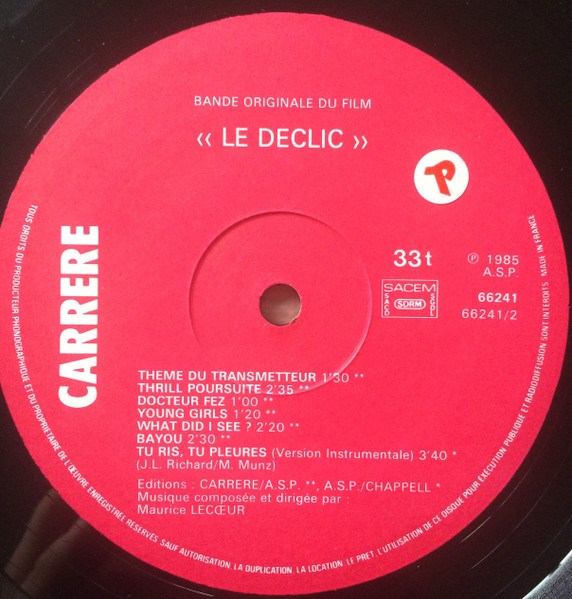 BANDE ORIGINALE DU FILM
‹‹ LE DECLIC ››
P
CARRERE
33 t
℗ 1985
A.S.P.
SACEM
SACD
SDRM
SGDL
66241
66241/2
THEME DU TRANSMETTEUR 1'30 **
THRILL POURSUITE 2'35 **
DOCTEUR FEZ 1'00 **
YOUNG GIRLS 1'20 **
WHAT DID I SEE ? 2'20 **
BAYOU 2'30 **
TU RIS, TU PLEURES (Version Instrumentale) 3'40 *
(J.L. Richard/M. Munz)
Editions : CARRERE/A.S.P. **, A.S.P./CHAPPELL *
Musique composée et dirigée par :
Maurice LECŒUR
TOUS DROITS DU PRODUCTEUR PHONOGRAPHIQUE ET DU PROPRIETAIRE DE L'ŒUVRE ENREGISTREE RESERVES SAUF AUTORISATION, LA DUPLICATION, LA LOCATION, LE PRET, L'UTILISATION DE CE DISQUE POUR EXECUTION PUBLIQUE ET RADIODIFFUSION SONT INTERDITS MADE IN FRANCE